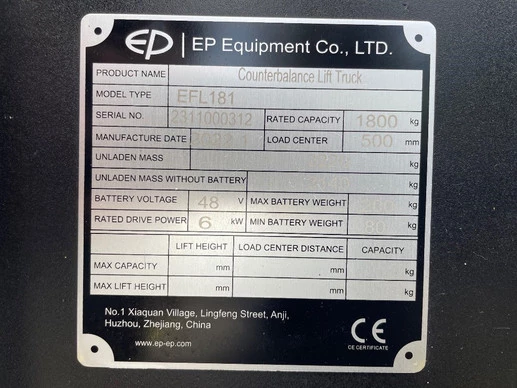 EP | EP Equipment Co., LTD.
PRODUCT NAME Counterbalance Lift Truck
MODEL TYPE EFL181
SERIAL NO. 2311000312 RATED CAPACITY 1800 kg
MANUFACTURE DATE LOAD CENTER 500 mm
UNLADEN MASS kg
UNLADEN MASS WITHOUT BATTERY kg
BATTERY VOLTAGE 48 V MAX BATTERY WEIGHT kg
RATED DRIVE POWER 6 kW MIN BATTERY WEIGHT 80 kg
LIFT HEIGHT LOAD CENTER DISTANCE CAPACITY
MAX CAPACITY mm mm kg
MAX LIFT HEIGHT mm mm kg
No.1 Xiaquan Village, Lingfeng Street, Anji,
Huzhou, Zhejiang, China
www.ep-ep.com
CE
CE CERTIFICATE